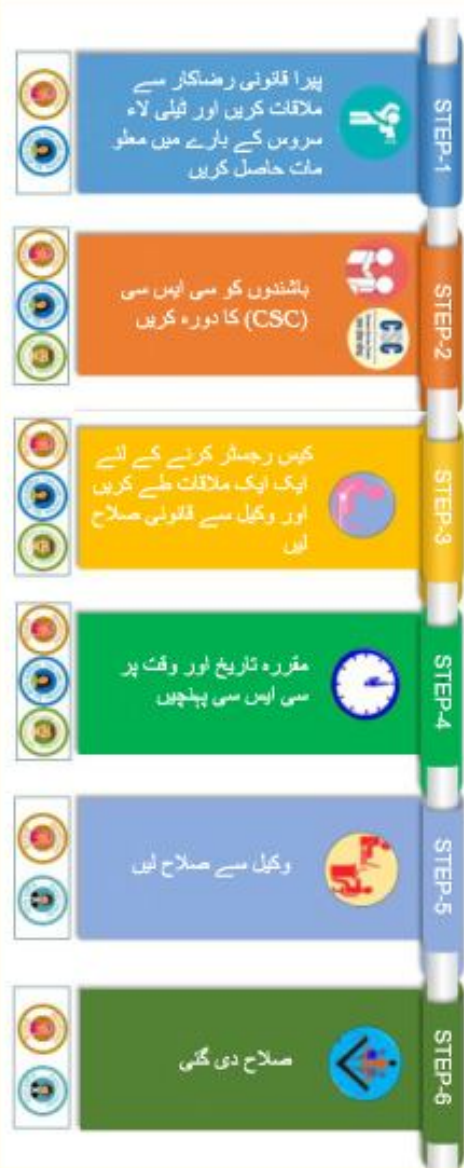 STEP-1
پیرا قانونی رضاکار سے
ملاقات کریں اور ٹیلی لاء
سروس کے بارے میں معلو
مات حاصل کریں
STEP-2
CSC
باشندوں کو سی ایس سی
(CSC) کا دورہ کریں
STEP-3
کیس رجسٹر کرنے کے لئے
ایک ایک ملاقات طے کریں
اور وکیل سے قانونی صلاح
لیں
STEP-4
مقررہ تاریخ اور وقت پر
سی ایس سی پہنچیں
STEP-5
وکیل سے صلاح لیں
STEP-6
صلاح دی گئی